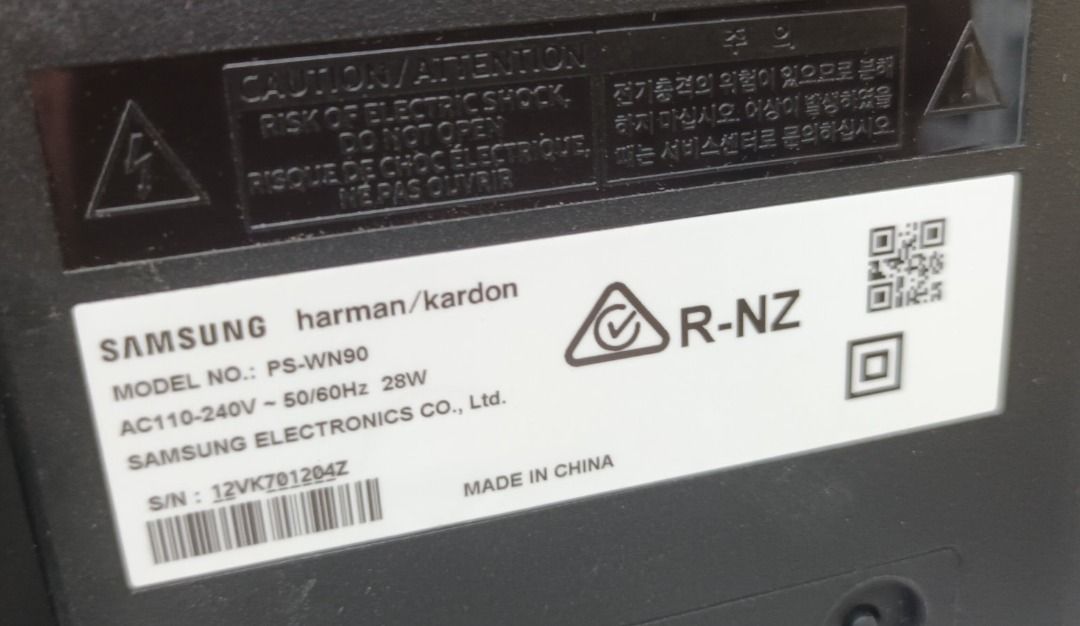 CAUTION/ATTENTION
RISK OF ELECTRIC SHOCK.
DO NOT OPEN
RISQUE DE CHOC ÉLECTRIQUE.
NE PAS OUVRIR
주 의
전기충격의 위험이 있으므로 분해
하지 마십시오. 이상이 발생하였을
때는 서비스센터로 문의하십시오
SAMSUNG harman/kardon
MODEL NO.: PS-WN90
AC110-240V ~ 50/60Hz 28W
SAMSUNG ELECTRONICS CO., Ltd.
S/N : 12VK701204Z
MADE IN CHINA
R-NZ